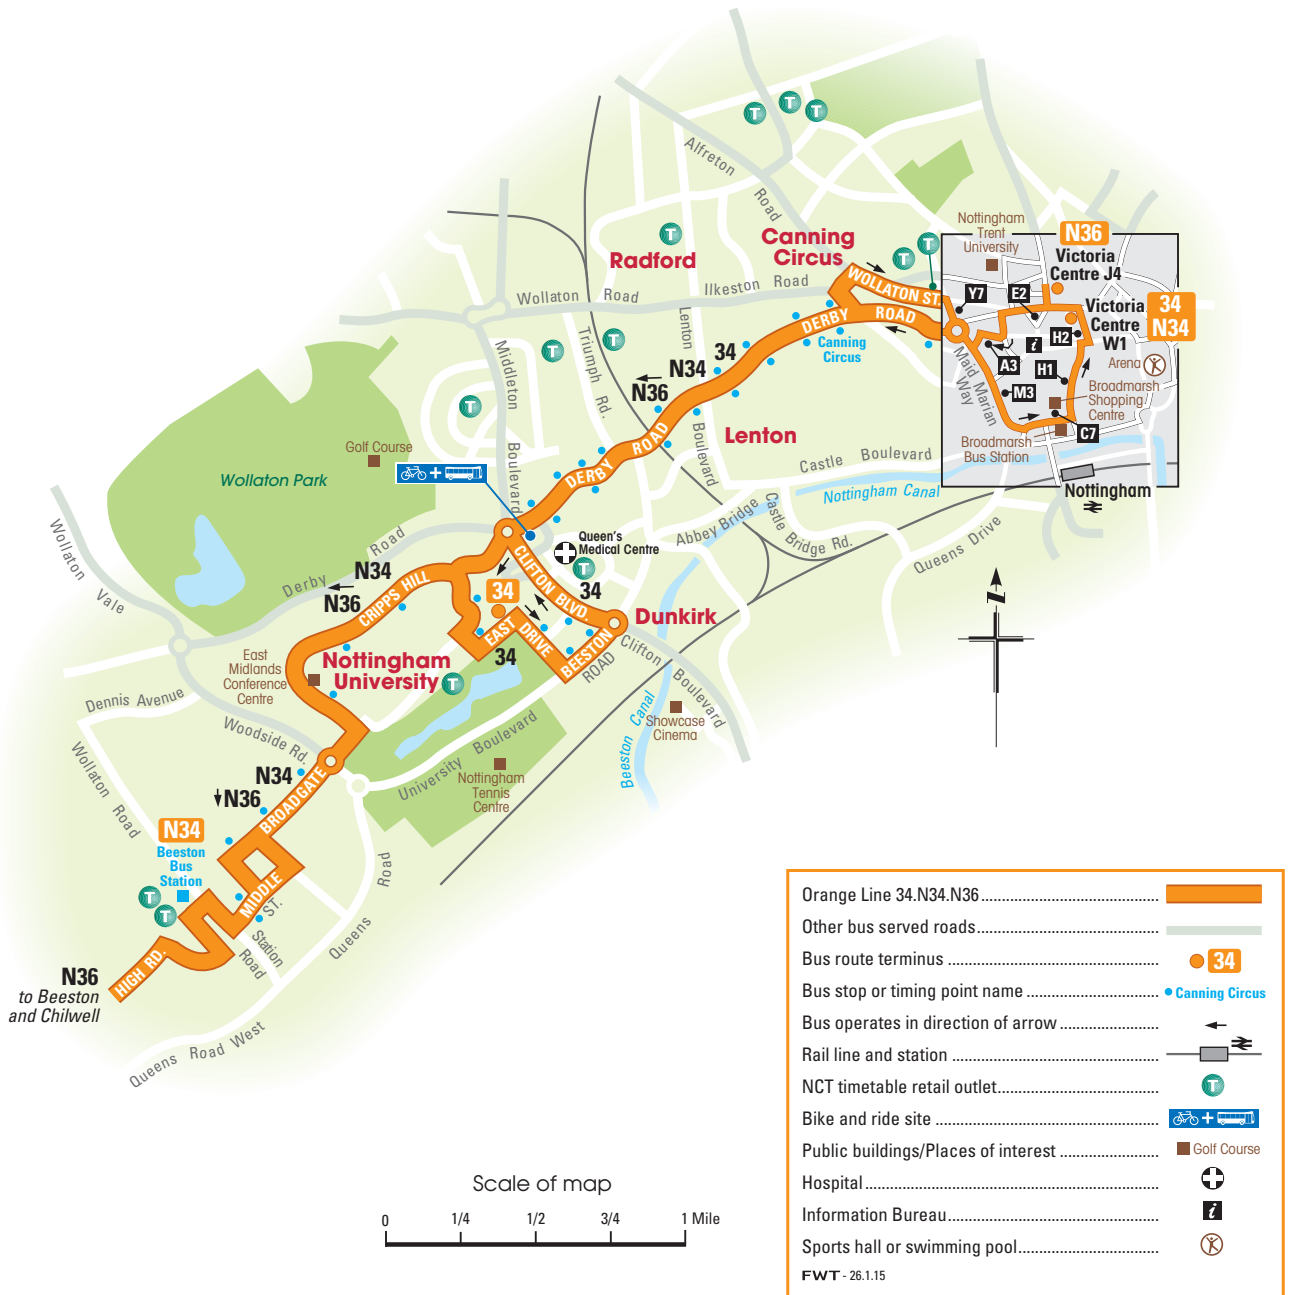 Alfreton
Road
Nottingham
Trent
University
N36
Victoria
Centre J4
Canning
Circus
Radford
Ilkeston Road
Wollaton Road
WOLLATON ST.
DERBY ROAD
Canning
Circus
Y7
E2
Victoria
Centre
W1
34
N34
H2
i
A3
H1
M3
C7
Arena
Maid Marian
Way
Broadmarsh
Shopping
Centre
Broadmarsh
Bus Station
Nottingham
Lenton
Boulevard
Triumph Rd.
Middleton
Boulevard
34
N34
N36
DERBY ROAD
Lenton
Castle Boulevard
Nottingham Canal
Abbey Bridge
Castle Bridge Rd.
Queens Drive
Golf Course
Wollaton Park
Wollaton
Vale
Derby Road
Queen's
Medical Centre
N34
N36
CRIPPS HILL
CLIFTON BLVD.
34
34
Dunkirk
EAST DRIVE
34
BEESTON
ROAD
Clifton Boulevard
Nottingham
University
East
Midlands
Conference
Centre
Dennis Avenue
Woodside Rd.
Wollaton Road
University Boulevard
Beeston Canal
Showcase
Cinema
Nottingham
Tennis
Centre
N34
N36
BROADGATE
N34
Beeston
Bus
Station
MIDDLE
ST.
Station
Road
Queens Road
HIGH RD.
N36
to Beeston
and Chilwell
Queens Road West
Z
T
T
T
T
T
T
T
T
T
T
T
T
T
Scale of map
0 1/4 1/2 3/4 1 Mile
Orange Line 34.N34.N36
Other bus served roads
Bus route terminus 34
Bus stop or timing point name Canning Circus
Bus operates in direction of arrow
Rail line and station
NCT timetable retail outlet T
Bike and ride site
Public buildings/Places of interest Golf Course
Hospital
Information Bureau i
Sports hall or swimming pool
FWT - 26.1.15